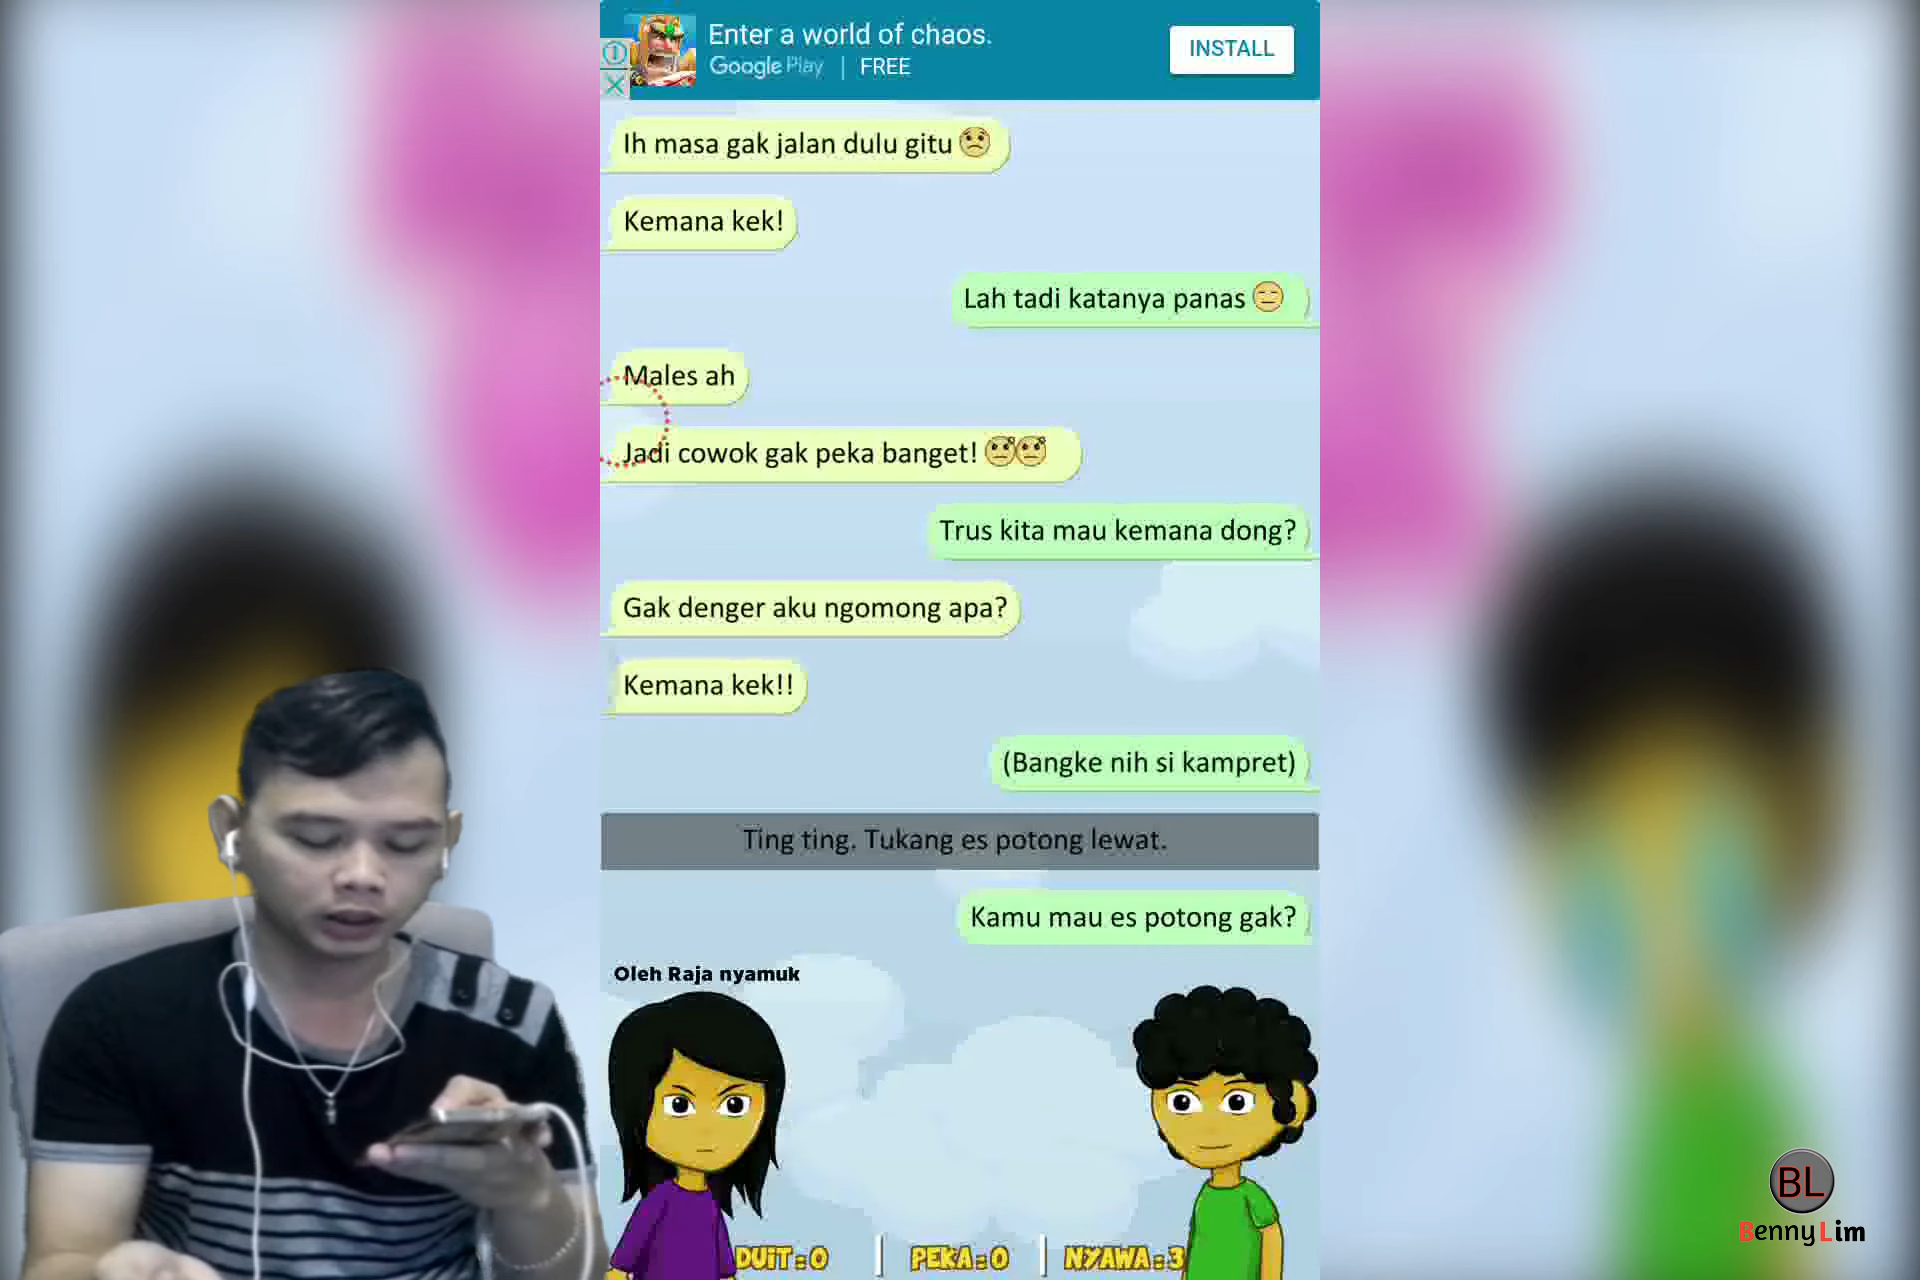 Enter a world of chaos.
Google Play | FREE
INSTALL
Ih masa gak jalan dulu gitu
Kemana kek!
Lah tadi katanya panas
Males ah
Jadi cowok gak peka banget!
Trus kita mau kemana dong?
Gak denger aku ngomong apa?
Kemana kek!!
(Bangke nih si kampret)
Ting ting. Tukang es potong lewat.
Kamu mau es potong gak?
Oleh Raja nyamuk
DUIT : 0 | PEKA : 0 | NYAWA : 3
BL
Benny Lim